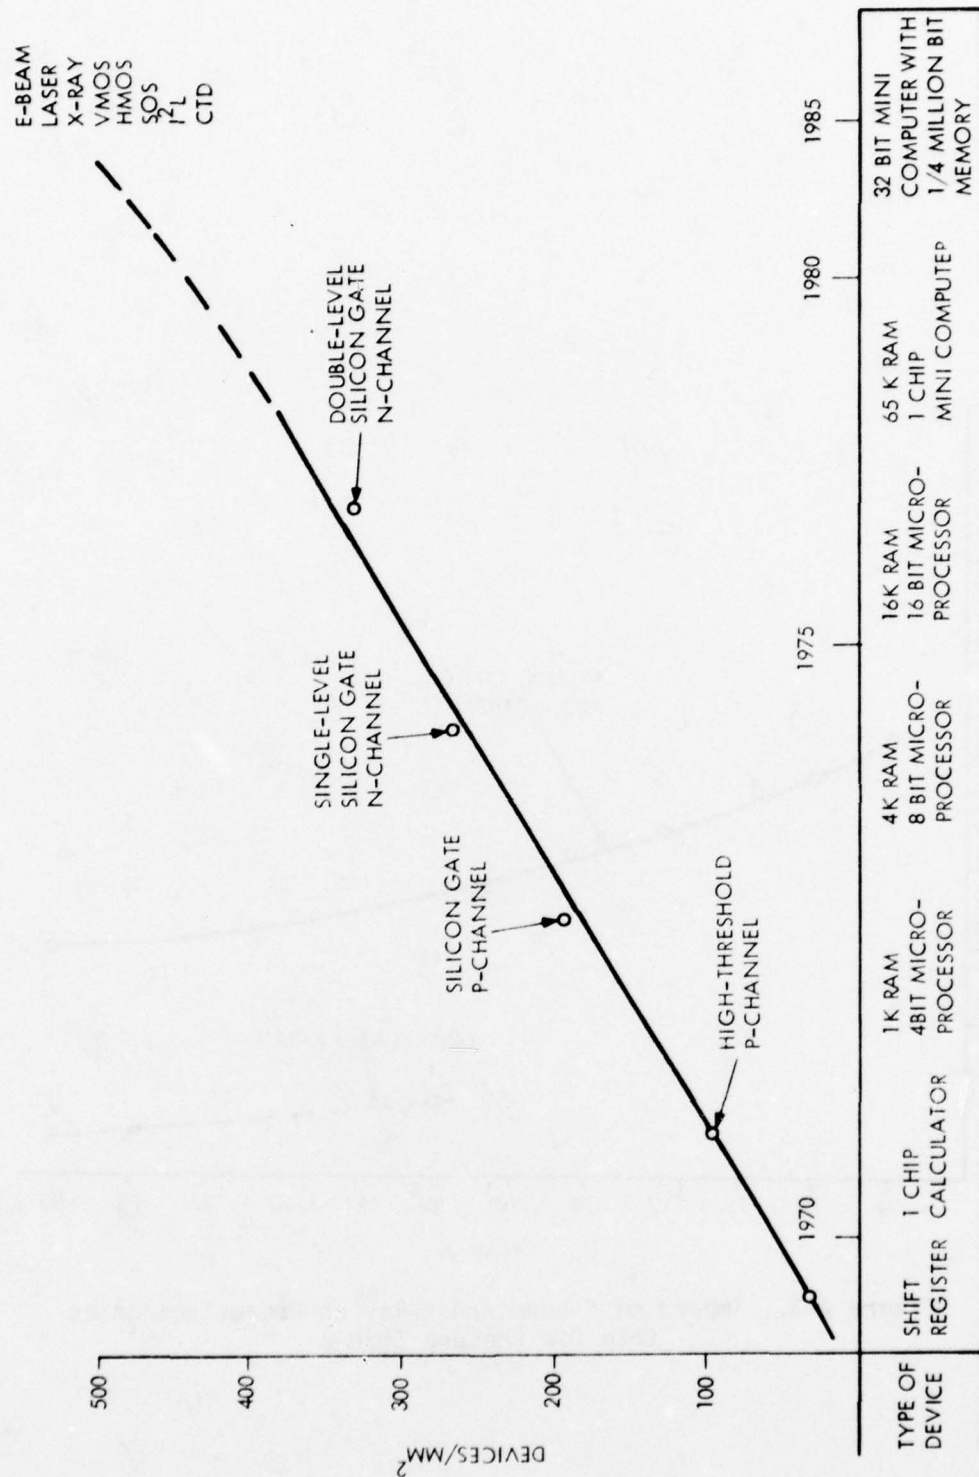 E-BEAM
LASER
X-RAY
VMOS
HMOS
SOS
I²L
CTD
500
400
300
200
100
DEVICES/MM²
DOUBLE-LEVEL
SILICON GATE
N-CHANNEL
SINGLE-LEVEL
SILICON GATE
N-CHANNEL
SILICON GATE
P-CHANNEL
HIGH-THRESHOLD
P-CHANNEL
1970
1975
1980
1985
TYPE OF
DEVICE
SHIFT
REGISTER
1 CHIP
CALCULATOR
1K RAM
4BIT MICRO-
PROCESSOR
4K RAM
8 BIT MICRO-
PROCESSOR
16K RAM
16 BIT MICRO-
PROCESSOR
65 K RAM
1 CHIP
MINI COMPUTER
32 BIT MINI
COMPUTER WITH
1/4 MILLION BIT
MEMORY